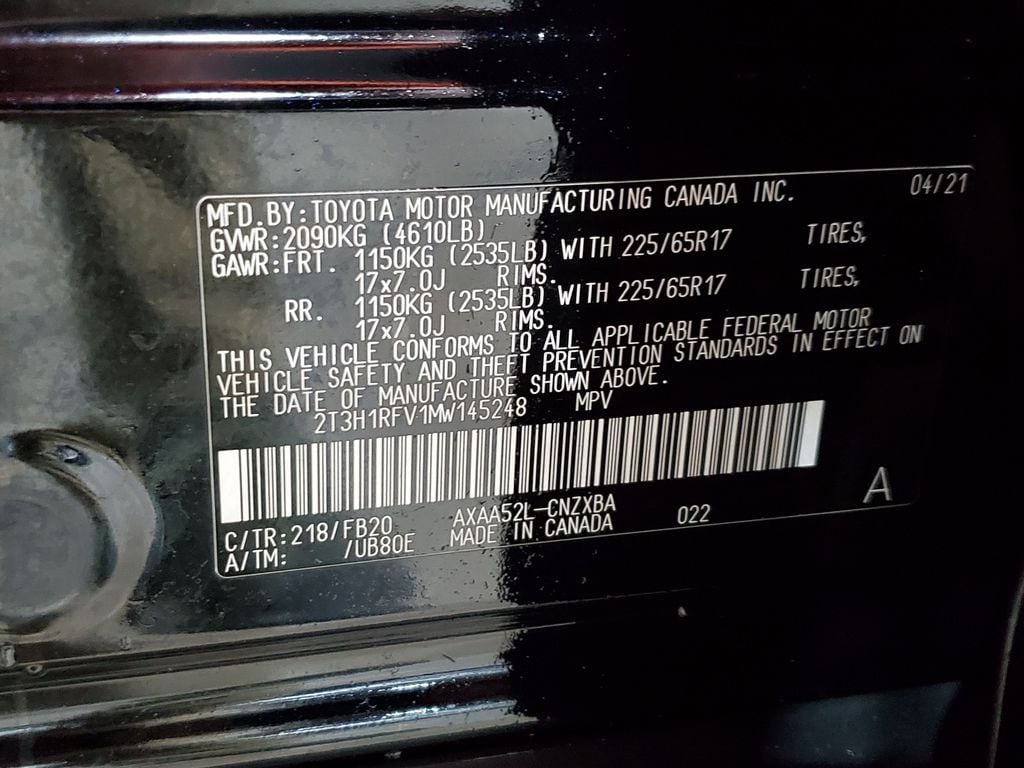 MFD.BY:TOYOTA MOTOR MANUFACTURING CANADA INC. 04/21
GVWR:2090KG (4610LB)
GAWR:FRT. 1150KG (2535LB) WITH 225/65R17 TIRES,
17x7.0J RIMS.
RR. 1150KG (2535LB) WITH 225/65R17 TIRES,
17x7.0J RIMS.
THIS VEHICLE CONFORMS TO ALL APPLICABLE FEDERAL MOTOR
VEHICLE SAFETY AND THEFT PREVENTION STANDARDS IN EFFECT ON
THE DATE OF MANUFACTURE SHOWN ABOVE.
2T3H1RFV1MW145248 MPV
A
C/TR:218/FB20 AXAA52L-CNZXBA 022
A/TM: /UB80E MADE IN CANADA